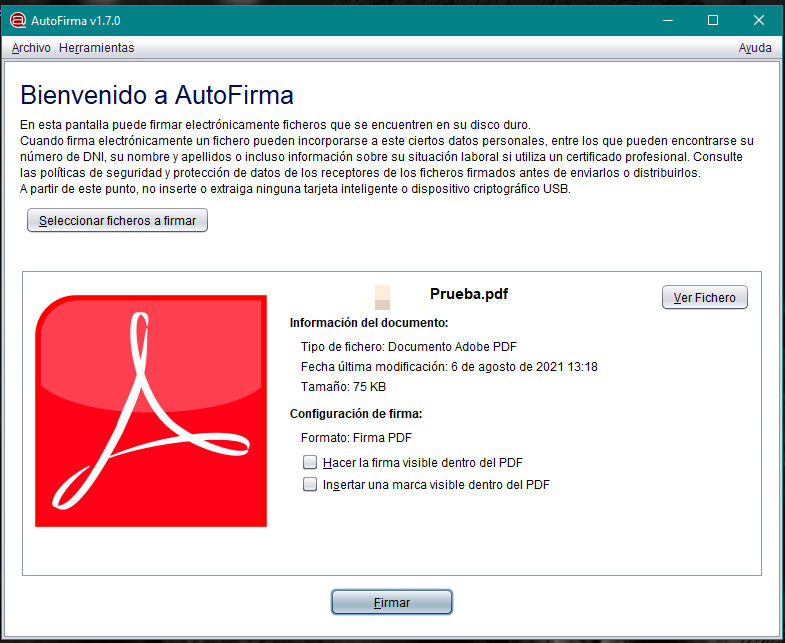 AutoFirma v1.7.0
Archivo Herramientas Ayuda
Bienvenido a AutoFirma
En esta pantalla puede firmar electrónicamente ficheros que se encuentren en su disco duro.
Cuando firma electrónicamente un fichero pueden incorporarse a este ciertos datos personales, entre los que pueden encontrarse su
número de DNI, su nombre y apellidos o incluso información sobre su situación laboral si utiliza un certificado profesional. Consulte
las políticas de seguridad y protección de datos de los receptores de los ficheros firmados antes de enviarlos o distribuirlos.
A partir de este punto, no inserte o extraiga ninguna tarjeta inteligente o dispositivo criptográfico USB.
Seleccionar ficheros a firmar
Prueba.pdf
Ver Fichero
Información del documento:
Tipo de fichero: Documento Adobe PDF
Fecha última modificación: 6 de agosto de 2021 13:18
Tamaño: 75 KB
Configuración de firma:
Formato: Firma PDF
Hacer la firma visible dentro del PDF
Insertar una marca visible dentro del PDF
Firmar